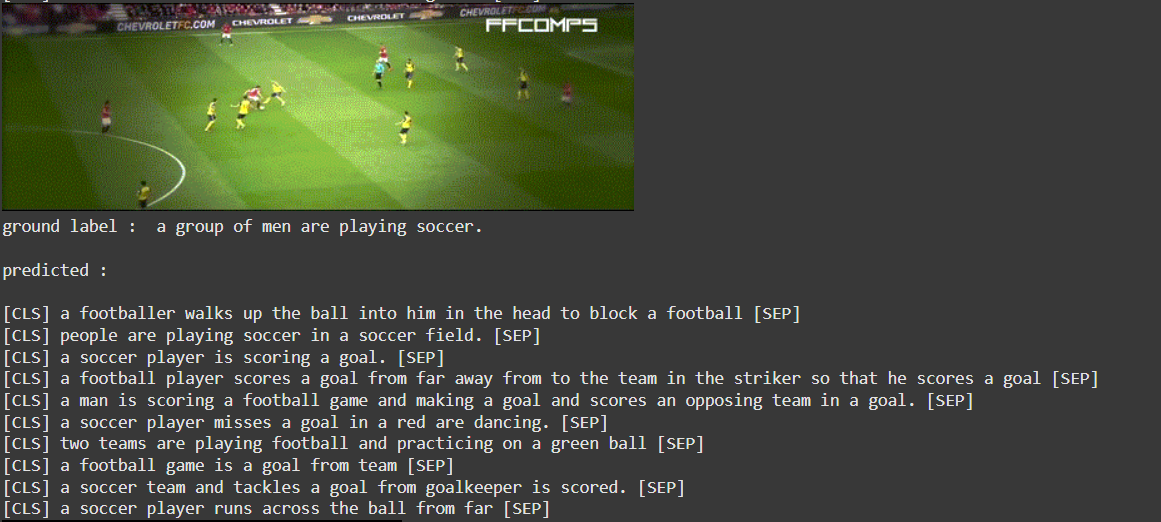 CHEVROLETFC.COM CHEVROLET CHEVROLET CHEVROLETFC.COM
FFCOMPS
ground label :  a group of men are playing soccer.
predicted :
[CLS] a footballer walks up the ball into him in the head to block a football [SEP]
[CLS] people are playing soccer in a soccer field. [SEP]
[CLS] a soccer player is scoring a goal. [SEP]
[CLS] a football player scores a goal from far away from to the team in the striker so that he scores a goal [SEP]
[CLS] a man is scoring a football game and making a goal and scores an opposing team in a goal. [SEP]
[CLS] a soccer player misses a goal in a red are dancing. [SEP]
[CLS] two teams are playing football and practicing on a green ball [SEP]
[CLS] a football game is a goal from team [SEP]
[CLS] a soccer team and tackles a goal from goalkeeper is scored. [SEP]
[CLS] a soccer player runs across the ball from far [SEP]